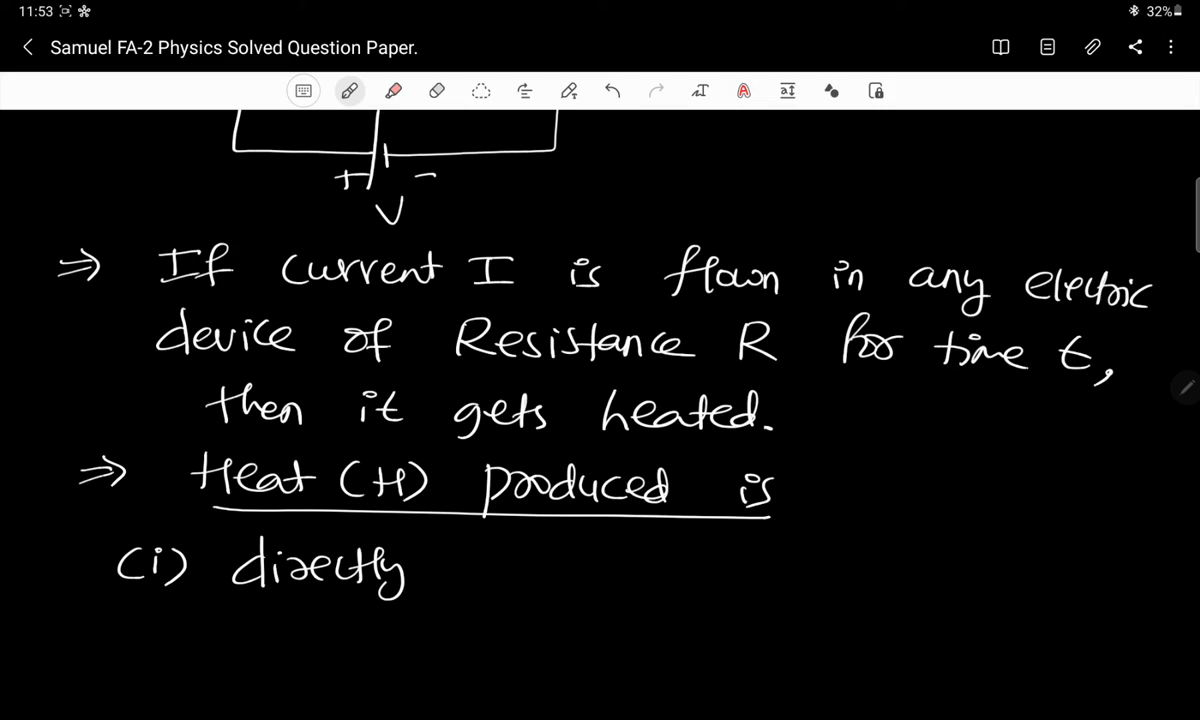 11:53
32%
Samuel FA-2 Physics Solved Question Paper.
+ -
V
⇒ If current I is flown in any electric
device of Resistance R for time t,
then it gets heated.
⇒ Heat (H) produced is
(i) directly